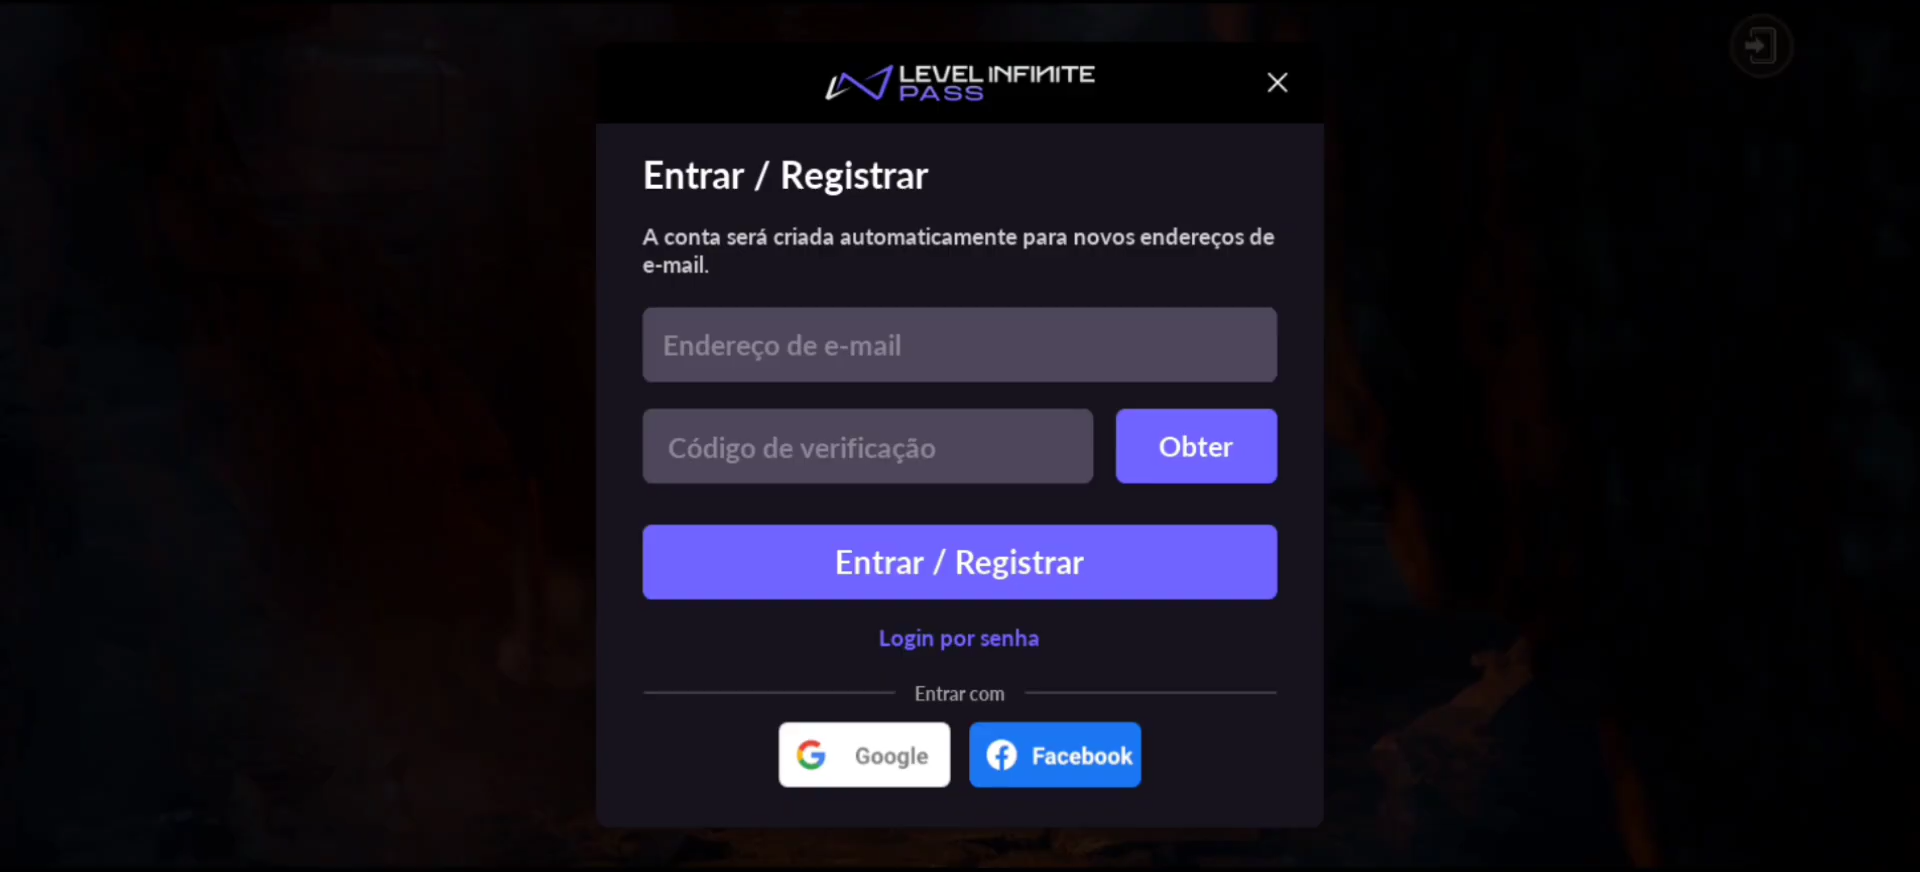 LEVEL INFINITE
PASS
Entrar / Registrar
A conta será criada automaticamente para novos endereços de
e-mail.
Endereço de e-mail
Código de verificação
Obter
Entrar / Registrar
Login por senha
Entrar com
Google
Facebook